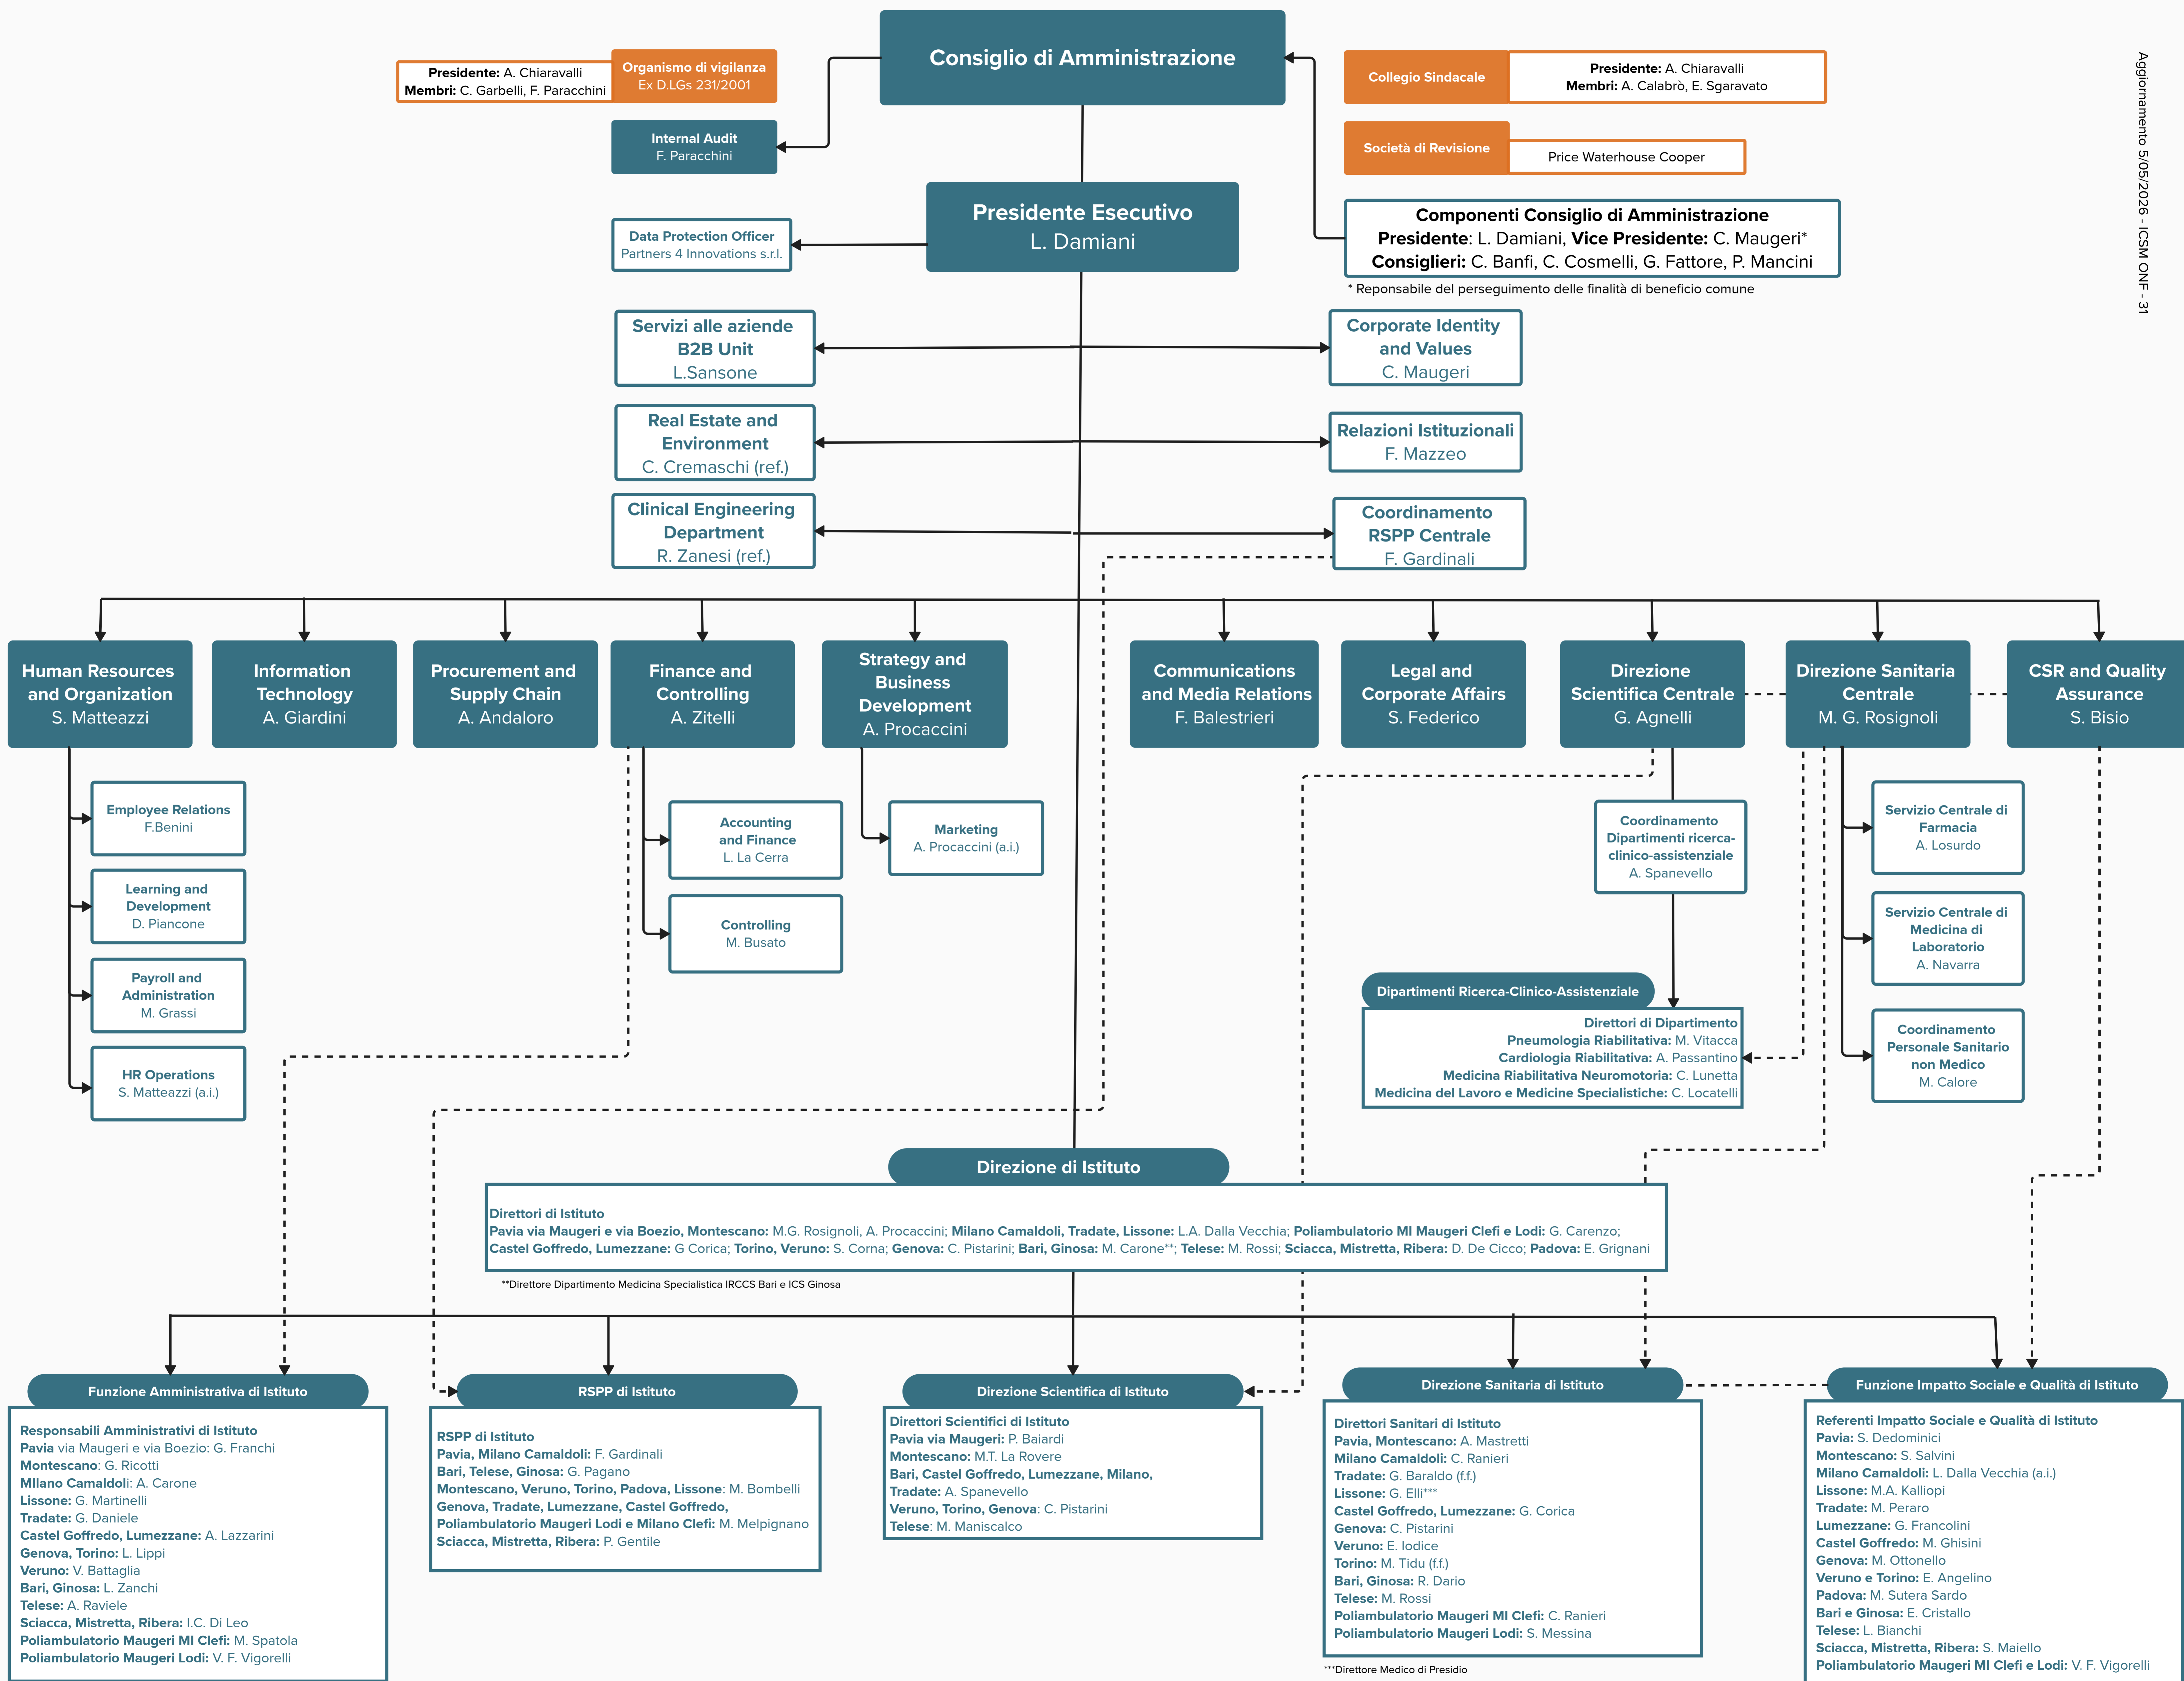 Consiglio di Amministrazione
Presidente: A. Chiaravalli
Membri: C. Garbelli, F. Paracchini
Organismo di vigilanza
Ex D.LGs 231/2001
Internal Audit
F. Paracchini
Collegio Sindacale
Presidente: A. Chiaravalli
Membri: A. Calabrò, E. Sgaravato
Società di Revisione
Price Waterhouse Cooper
Aggiornamento 5/05/2026 - ICSM ONF - 31
Presidente Esecutivo
L. Damiani
Data Protection Officer
Partners 4 Innovations s.r.l.
Componenti Consiglio di Amministrazione
Presidente: L. Damiani, Vice Presidente: C. Maugeri*
Consiglieri: C. Banfi, C. Cosmelli, G. Fattore, P. Mancini
* Reponsabile del perseguimento delle finalità di beneficio comune
Servizi alle aziende
B2B Unit
L.Sansone
Corporate Identity
and Values
C. Maugeri
Real Estate and
Environment
C. Cremaschi (ref.)
Relazioni Istituzionali
F. Mazzeo
Clinical Engineering
Department
R. Zanesi (ref.)
Coordinamento
RSPP Centrale
F. Gardinali
Human Resources
and Organization
S. Matteazzi
Information
Technology
A. Giardini
Procurement and
Supply Chain
A. Andaloro
Finance and
Controlling
A. Zitelli
Strategy and
Business
Development
A. Procaccini
Communications
and Media Relations
F. Balestrieri
Legal and
Corporate Affairs
S. Federico
Direzione
Scientifica Centrale
G. Agnelli
Direzione Sanitaria
Centrale
M. G. Rosignoli
CSR and Quality
Assurance
S. Bisio
Employee Relations
F.Benini
Learning and
Development
D. Piancone
Payroll and
Administration
M. Grassi
HR Operations
S. Matteazzi (a.i.)
Accounting
and Finance
L. La Cerra
Controlling
M. Busato
Marketing
A. Procaccini (a.i.)
Coordinamento
Dipartimenti ricerca-
clinico-assistenziale
A. Spanevello
Servizio Centrale di
Farmacia
A. Losurdo
Servizio Centrale di
Medicina di
Laboratorio
A. Navarra
Coordinamento
Personale Sanitario
non Medico
M. Calore
Dipartimenti Ricerca-Clinico-Assistenziale
Direttori di Dipartimento
Pneumologia Riabilitativa: M. Vitacca
Cardiologia Riabilitativa: A. Passantino
Medicina Riabilitativa Neuromotoria: C. Lunetta
Medicina del Lavoro e Medicine Specialistiche: C. Locatelli
Direzione di Istituto
Direttori di Istituto
Pavia via Maugeri e via Boezio, Montescano: M.G. Rosignoli, A. Procaccini; Milano Camaldoli, Tradate, Lissone: L.A. Dalla Vecchia; Poliambulatorio MI Maugeri Clefi e Lodi: G. Carenzo;
Castel Goffredo, Lumezzane: G Corica; Torino, Veruno: S. Corna; Genova: C. Pistarini; Bari, Ginosa: M. Carone**; Telese: M. Rossi; Sciacca, Mistretta, Ribera: D. De Cicco; Padova: E. Grignani
**Direttore Dipartimento Medicina Specialistica IRCCS Bari e ICS Ginosa
Funzione Amministrativa di Istituto
Responsabili Amministrativi di Istituto
Pavia via Maugeri e via Boezio: G. Franchi
Montescano: G. Ricotti
MIlano Camaldoli: A. Carone
Lissone: G. Martinelli
Tradate: G. Daniele
Castel Goffredo, Lumezzane: A. Lazzarini
Genova, Torino: L. Lippi
Veruno: V. Battaglia
Bari, Ginosa: L. Zanchi
Telese: A. Raviele
Sciacca, Mistretta, Ribera: I.C. Di Leo
Poliambulatorio Maugeri MI Clefi: M. Spatola
Poliambulatorio Maugeri Lodi: V. F. Vigorelli
RSPP di Istituto
RSPP di Istituto
Pavia, Milano Camaldoli: F. Gardinali
Bari, Telese, Ginosa: G. Pagano
Montescano, Veruno, Torino, Padova, Lissone: M. Bombelli
Genova, Tradate, Lumezzane, Castel Goffredo,
Poliambulatorio Maugeri Lodi e Milano Clefi: M. Melpignano
Sciacca, Mistretta, Ribera: P. Gentile
Direzione Scientifica di Istituto
Direttori Scientifici di Istituto
Pavia via Maugeri: P. Baiardi
Montescano: M.T. La Rovere
Bari, Castel Goffredo, Lumezzane, Milano,
Tradate: A. Spanevello
Veruno, Torino, Genova: C. Pistarini
Telese: M. Maniscalco
Direzione Sanitaria di Istituto
Direttori Sanitari di Istituto
Pavia, Montescano: A. Mastretti
Milano Camaldoli: C. Ranieri
Tradate: G. Baraldo (f.f.)
Lissone: G. Elli***
Castel Goffredo, Lumezzane: G. Corica
Genova: C. Pistarini
Veruno: E. Iodice
Torino: M. Tidu (f.f.)
Bari, Ginosa: R. Dario
Telese: M. Rossi
Poliambulatorio Maugeri MI Clefi: C. Ranieri
Poliambulatorio Maugeri Lodi: S. Messina
***Direttore Medico di Presidio
Funzione Impatto Sociale e Qualità di Istituto
Referenti Impatto Sociale e Qualità di Istituto
Pavia: S. Dedominici
Montescano: S. Salvini
Milano Camaldoli: L. Dalla Vecchia (a.i.)
Lissone: M.A. Kalliopi
Tradate: M. Peraro
Lumezzane: G. Francolini
Castel Goffredo: M. Ghisini
Genova: M. Ottonello
Veruno e Torino: E. Angelino
Padova: M. Sutera Sardo
Bari e Ginosa: E. Cristallo
Telese: L. Bianchi
Sciacca, Mistretta, Ribera: S. Maiello
Poliambulatorio Maugeri MI Clefi e Lodi: V. F. Vigorelli